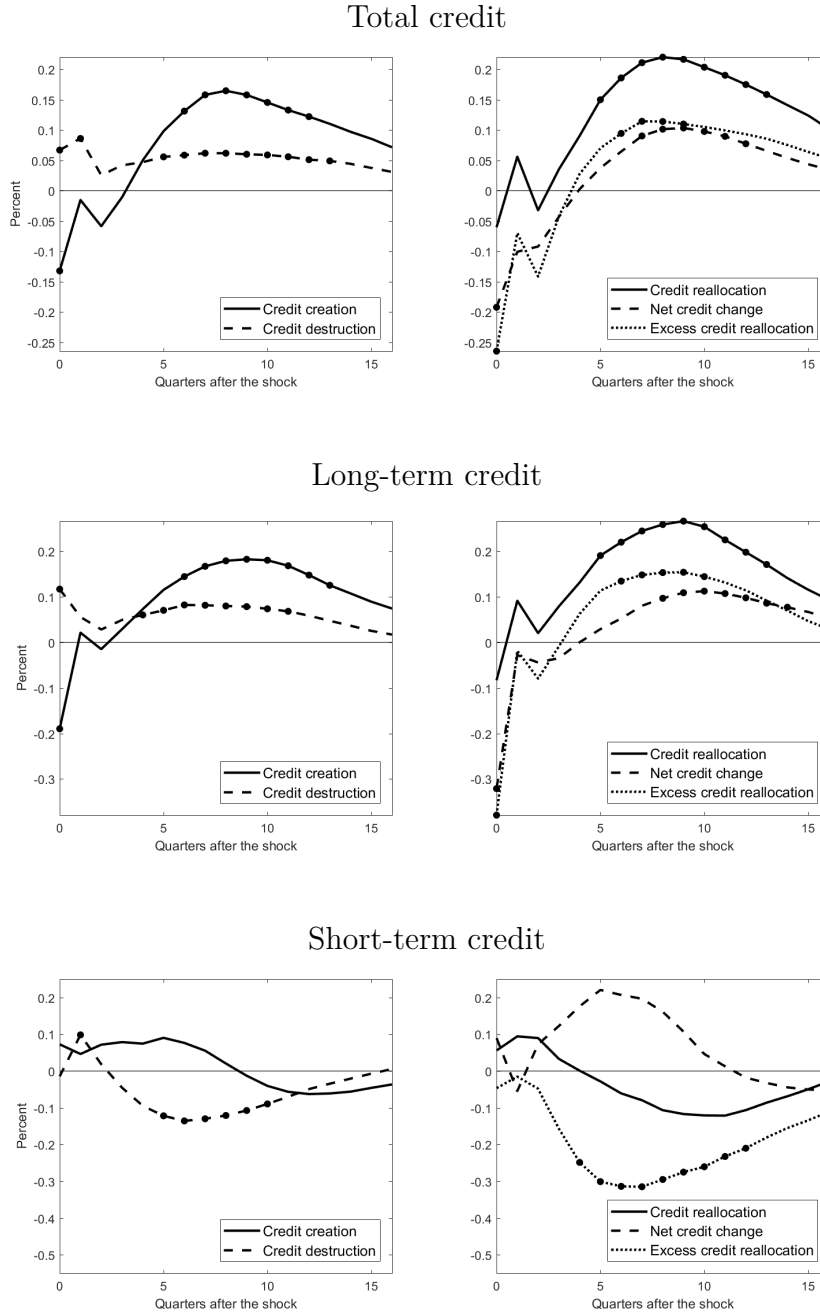 Total credit
0.2
0.15
0.1
0.05
0
-0.05
-0.1
-0.15
-0.2
-0.25
Percent
0 5 10 15
Quarters after the shock
Credit creation
Credit destruction
0.2
0.15
0.1
0.05
0
-0.05
-0.1
-0.15
-0.2
-0.25
0 5 10 15
Quarters after the shock
Credit reallocation
Net credit change
Excess credit reallocation
Long-term credit
0.2
0.1
0
-0.1
-0.2
-0.3
Percent
0 5 10 15
Quarters after the shock
Credit creation
Credit destruction
0.2
0.1
0
-0.1
-0.2
-0.3
0 5 10 15
Quarters after the shock
Credit reallocation
Net credit change
Excess credit reallocation
Short-term credit
0.2
0.1
0
-0.1
-0.2
-0.3
-0.4
-0.5
Percent
0 5 10 15
Quarters after the shock
Credit creation
Credit destruction
0.2
0.1
0
-0.1
-0.2
-0.3
-0.4
-0.5
0 5 10 15
Quarters after the shock
Credit reallocation
Net credit change
Excess credit reallocation